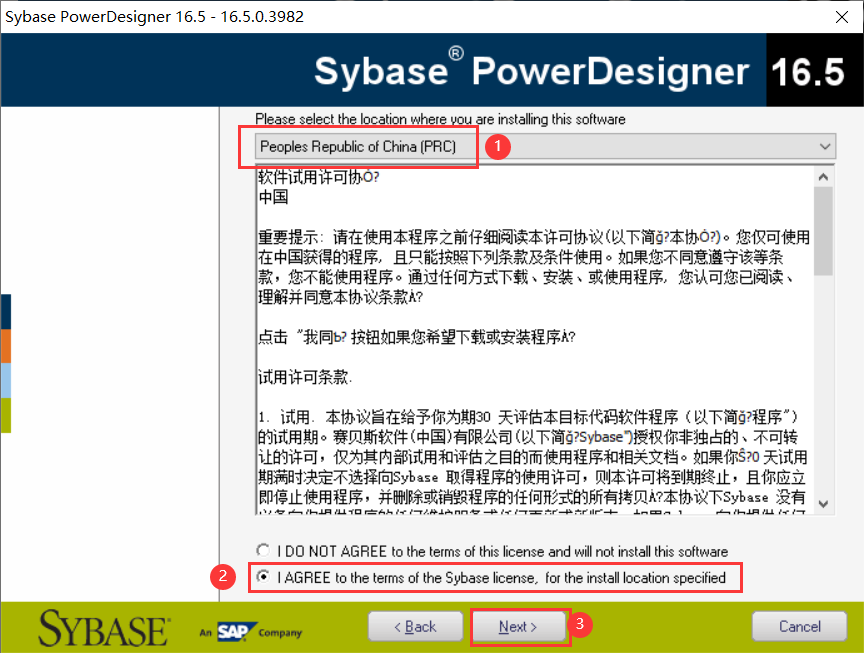 Sybase PowerDesigner 16.5 - 16.5.0.3982
Sybase® PowerDesigner 16.5
Please select the location where you are installing this software
Peoples Republic of China (PRC)
1
软件试用许可协Ó?
中国
重要提示: 请在使用本程序之前仔细阅读本许可协议(以下简ğ?本协Ó?)。您仅可使用
在中国获得的程序, 且只能按照下列条款及条件使用。如果您不同意遵守该等条
款, 您不能使用程序。通过任何方式下载、安装、或使用程序, 您认可您已阅读、
理解并同意本协议条款À?
点击 "我同Ƅ? 按钮如果您希望下载或安装程序À?
试用许可条款.
1. 试用. 本协议旨在给予你为期30 天评估本目标代码软件程序（以下简ğ?程序"）
的试用期。赛贝斯软件(中国)有限公司(以下简ğ?Sybase")授权你非独占的、不可转
让的许可, 仅为其内部试用和评估之目的而使用程序和相关文档。如果你Š?0 天试用
期满时决定不选择向Sybase 取得程序的使用许可, 则本许可将到期终止, 且你应立
即停止使用程序, 并删除或销毁程序的任何形式的所有拷贝À?本协议下Sybase 没有
I DO NOT AGREE to the terms of this license and will not install this software
2
I AGREE to the terms of the Sybase license, for the install location specified
SYBASE® An SAP Company
< Back
Next >
3
Cancel